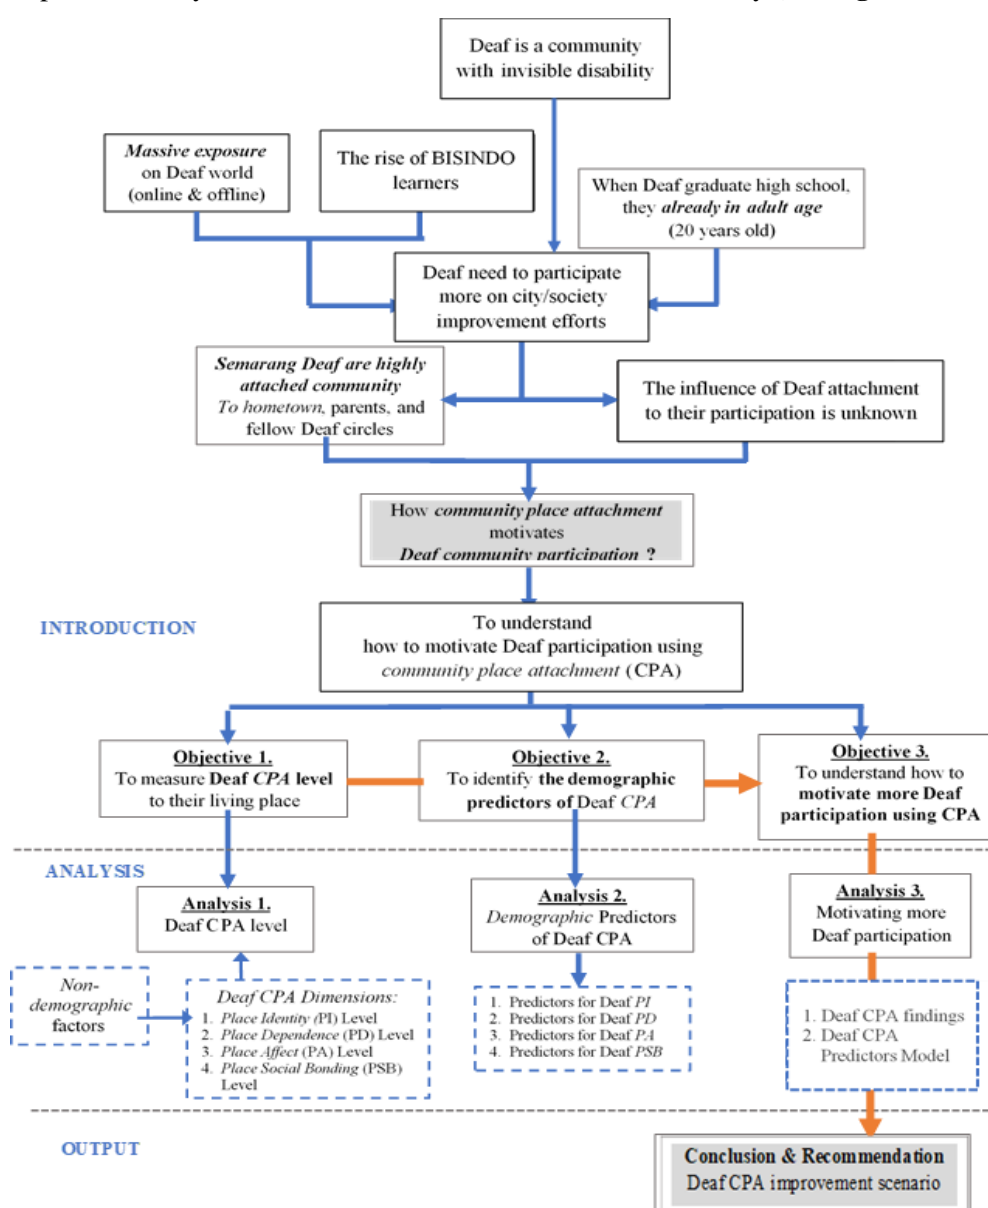 Deaf is a community
with invisible disability
Massive exposure
on Deaf world
(online & offline)
The rise of BISINDO
learners
When Deaf graduate high school,
they already in adult age
(20 years old)
Deaf need to participate
more on city/society
improvement efforts
Semarang Deaf are highly
attached community
To hometown, parents, and
fellow Deaf circles
The influence of Deaf attachment
to their participation is unknown
How community place attachment
motivates
Deaf community participation ?
INTRODUCTION
To understand
how to motivate Deaf participation using
community place attachment (CPA)
Objective 1.
To measure Deaf CPA level
to their living place
Objective 2.
To identify the demographic
predictors of Deaf CPA
Objective 3.
To understand how to
motivate more Deaf
participation using CPA
ANALYSIS
Analysis 1.
Deaf CPA level
Analysis 2.
Demographic Predictors
of Deaf CPA
Analysis 3.
Motivating more
Deaf participation
Non-
demographic
factors
Deaf CPA Dimensions:
1. Place Identity (PI) Level
2. Place Dependence (PD) Level
3. Place Affect (PA) Level
4. Place Social Bonding (PSB)
Level
1. Predictors for Deaf PI
2. Predictors for Deaf PD
3. Predictors for Deaf PA
4. Predictors for Deaf PSB
1. Deaf CPA findings
2. Deaf CPA
Predictors Model
OUTPUT
Conclusion & Recommendation
Deaf CPA improvement scenario